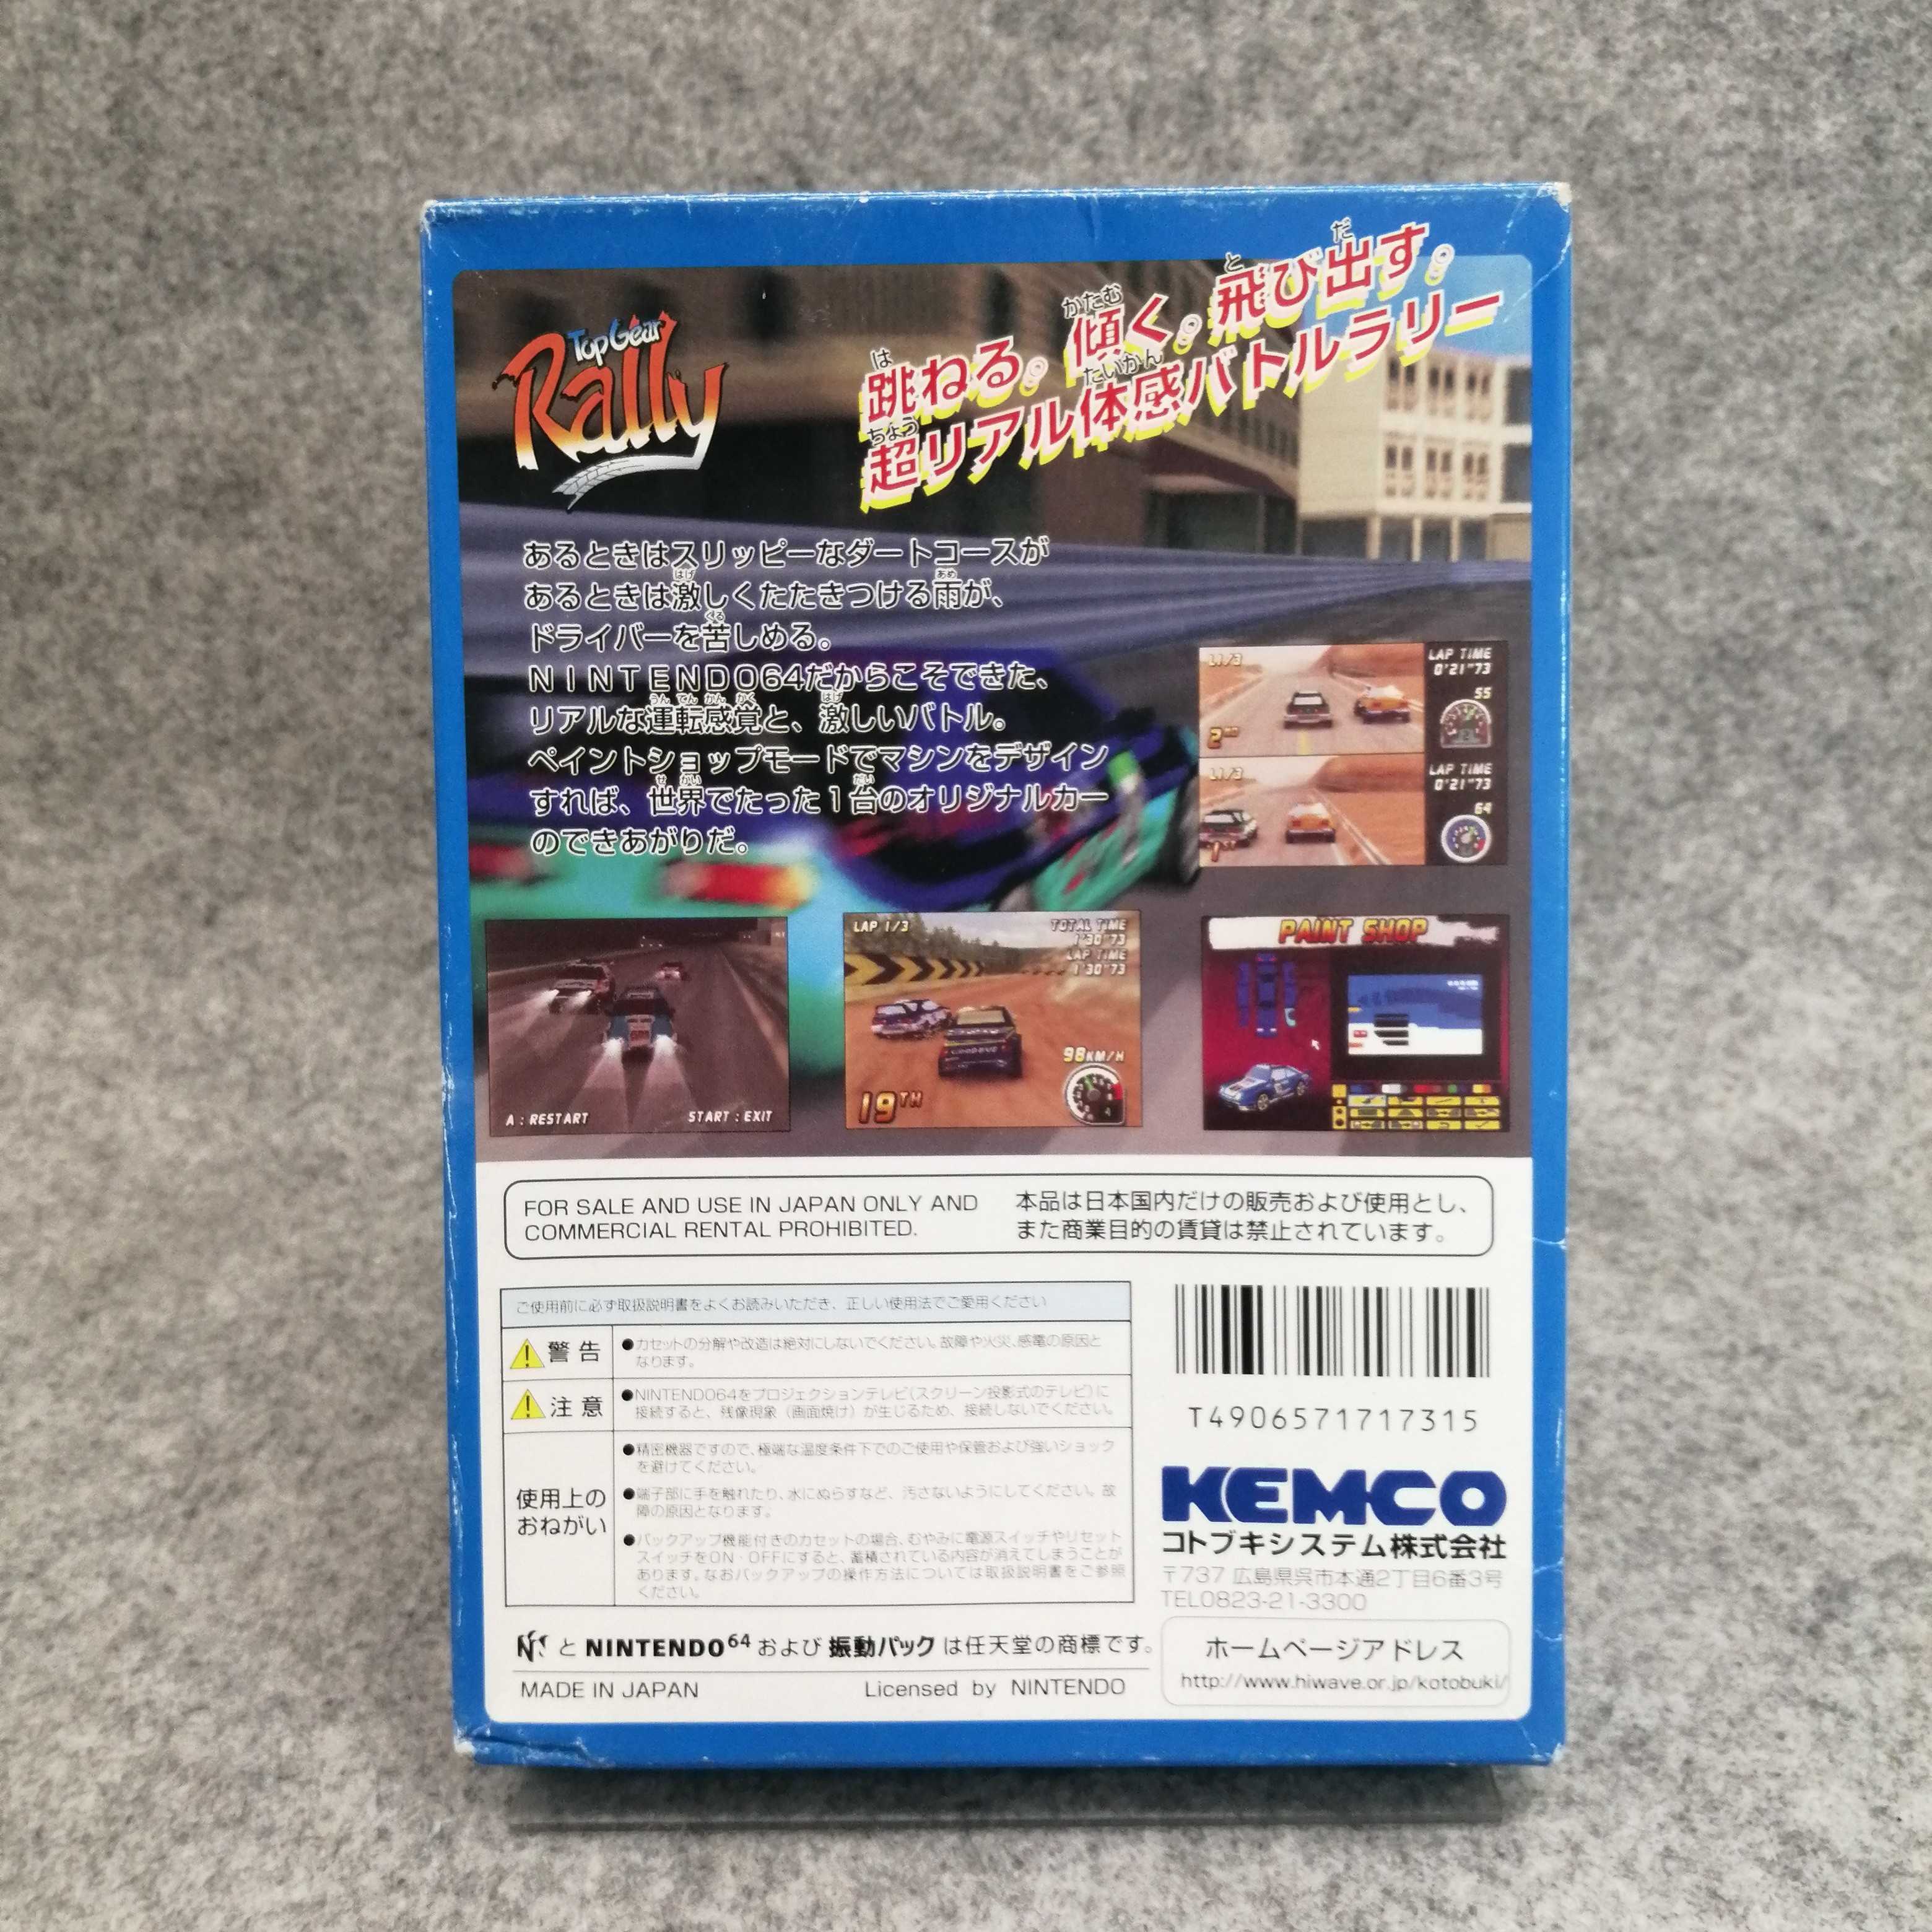 Top Gear
Rally
跳ねる。傾く。飛び出す。
超リアル体感バトルラリー
あるときはスリッピーなダートコースが
あるときは激しくたたきつける雨が、
ドライバーを苦しめる。
NINTENDO64だからこそできた、
リアルな運転感覚と、激しいバトル。
ペイントショップモードでマシンをデザイン
すれば、世界でたった1台のオリジナルカー
のできあがりだ。
L1/3
LAP TIME
0'21"73
55
2ND
L1/3
LAP TIME
0'21"73
64
1ST
A : RESTART
START : EXIT
LAP 1/3
TOTAL TIME
1'30"73
LAP TIME
1'30"73
98KM/H
19TH
PAINT SHOP
FOR SALE AND USE IN JAPAN ONLY AND
COMMERCIAL RENTAL PROHIBITED.
本品は日本国内だけの販売および使用とし、
また商業目的の賃貸は禁止されています。
ご使用前に必ず取扱説明書をよくお読みいただき、正しい使用法でご愛用ください
警告
●カセットの分解や改造は絶対にしないでください。故障や火災、感電の原因と
なります。
注意
●NINTENDO64をプロジェクションテレビ(スクリーン投影式のテレビ)に
接続すると、残像現象(画面焼け)が生じるため、接続しないでください。
使用上の
おねがい
●精密機器ですので、極端な温度条件下でのご使用や保管および強いショック
を避けてください。
●端子部に手を触れたり、水にぬらすなど、汚さないようにしてください。故
障の原因となります。
●バックアップ機能付きのカセットの場合、むやみに電源スイッチやリセット
スイッチをON・OFFにすると、蓄積されている内容が消えてしまうことが
あります。なおバックアップの操作方法については取扱説明書をご参照
ください。
T4906571717315
KEMCO
コトブキシステム株式会社
〒737 広島県呉市本通2丁目6番3号
TEL0823-21-3300
ホームページアドレス
http://www.hiwave.or.jp/kotobuki/
と NINTENDO64 および 振動パック は任天堂の商標です。
MADE IN JAPAN
Licensed by NINTENDO